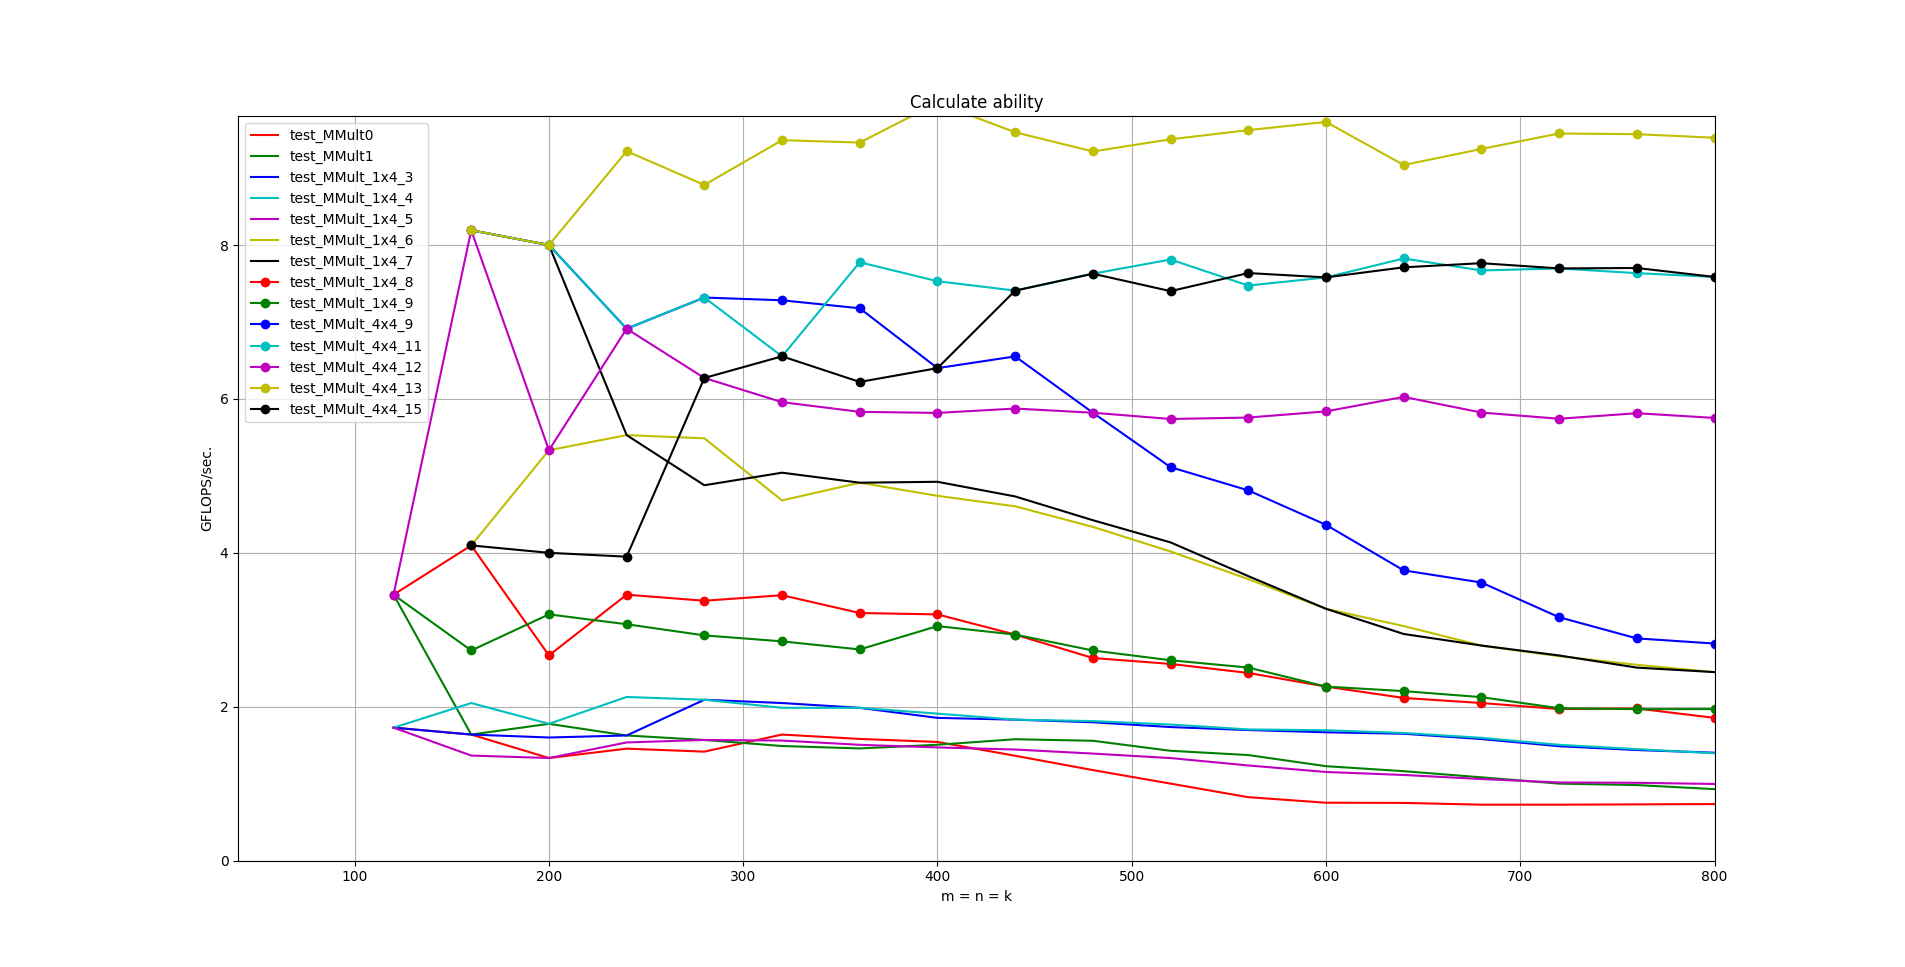 Calculate ability
test_MMult0
test_MMult1
test_MMult_1x4_3
test_MMult_1x4_4
test_MMult_1x4_5
test_MMult_1x4_6
test_MMult_1x4_7
test_MMult_1x4_8
test_MMult_1x4_9
test_MMult_4x4_9
test_MMult_4x4_11
test_MMult_4x4_12
test_MMult_4x4_13
test_MMult_4x4_15
8
6
4
2
0
GFLOPS/sec.
100 200 300 400 500 600 700 800
m = n = k